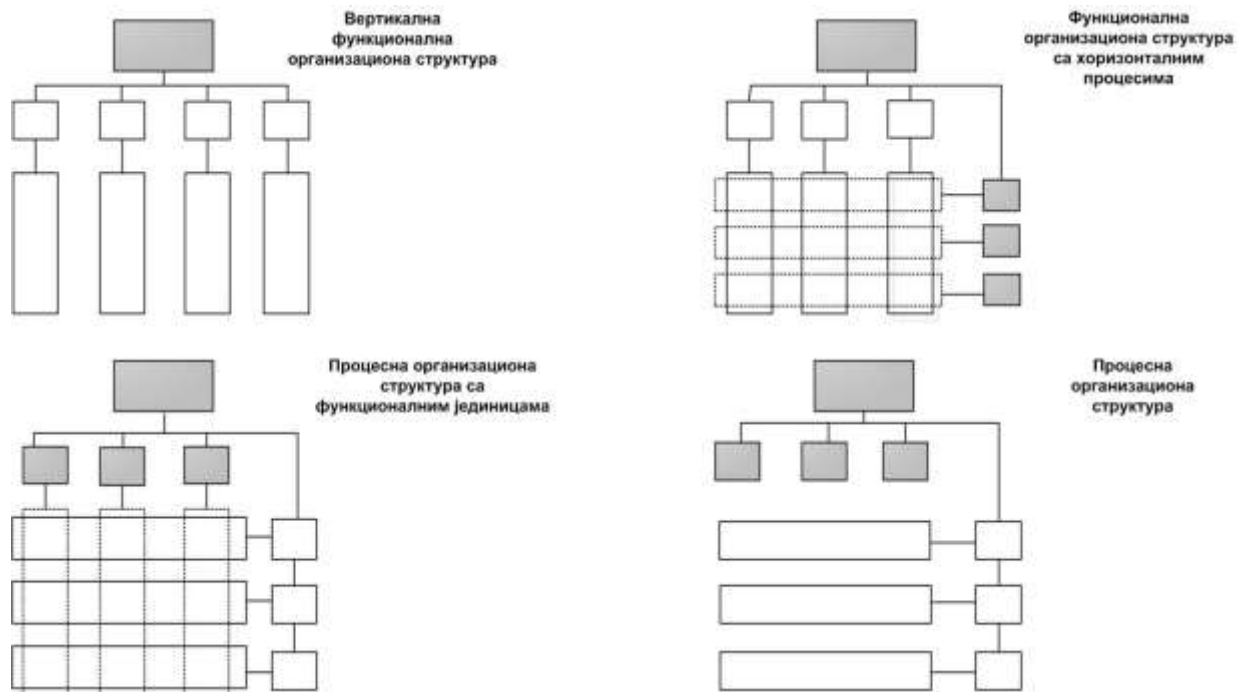 Вертикална
функционална
организациона структура
Функционална
организациона структура
са хоризонталним
процесима
Процесна организациона
структура са
функционалним јединицама
Процесна
организациона
структура